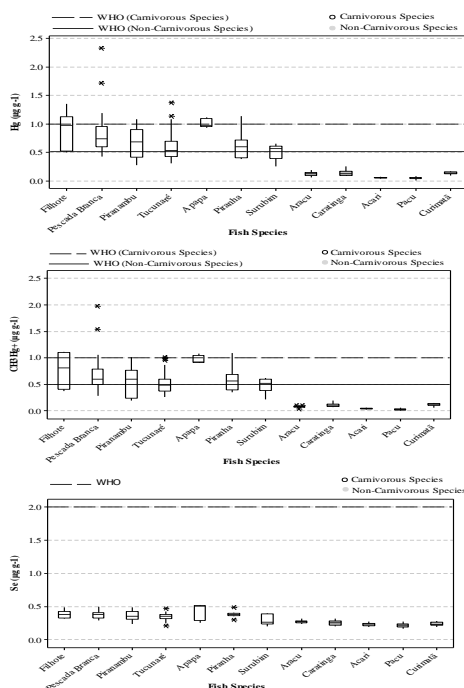 WHO (Carnivorous Species)
WHO (Non-Carnivorous Species)
Carnivorous Species
Non-Carnivorous Species
Hg (µg g-1)
2.5
2.0
1.5
1.0
0.5
0.0
Filhote
Pescada Branca
Piranambu
Tucunaré
Apapa
Piranha
Surubim
Aracu
Caratinga
Acari
Pacu
Curimatã
Fish Species
WHO (Carnivorous Species)
WHO (Non-Carnivorous Species)
Carnivorous Species
Non-Carnivorous Species
(µg g-1)
2.5
2.0
1.5
1.0
0.5
0.0
Filhote
Pescada Branca
Piranambu
Tucunaré
Apapa
Piranha
Surubim
Aracu
Caratinga
Acari
Pacu
Curimatã
Fish Species
WHO
Carnivorous Species
Non-Carnivorous Species
Se (µg g-1)
2.0
1.5
1.0
0.5
0.0
Filhote
Pescada Branca
Piranambu
Tucunaré
Apapa
Piranha
Surubim
Aracu
Caratinga
Acari
Pacu
Curimatã
Fish Species